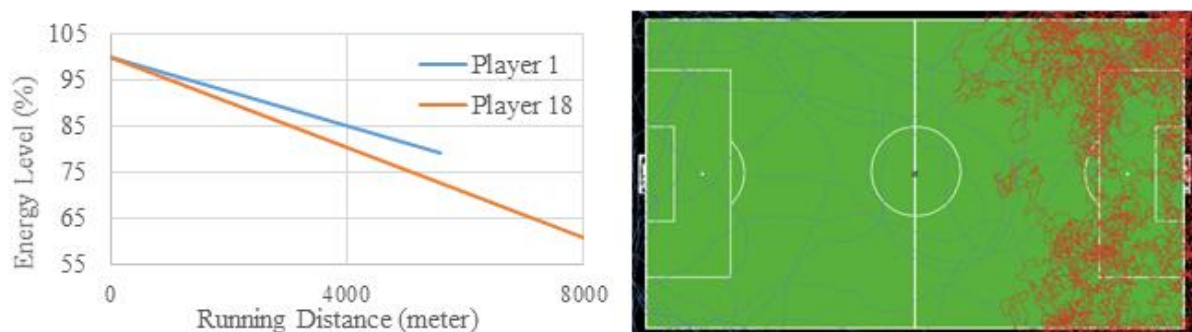 105
95
85
75
65
55
Energy Level (%)
Player 1
Player 18
0
4000
8000
Running Distance (meter)